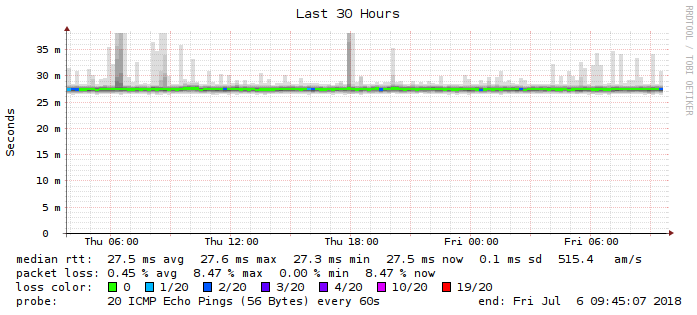 Last 30 Hours
RRDTOOL / TOBI OETIKER
Seconds
35 m
30 m
25 m
20 m
15 m
10 m
5 m
0
Thu 06:00 Thu 12:00 Thu 18:00 Fri 00:00 Fri 06:00
median rtt: 27.5 ms avg 27.6 ms max 27.3 ms min 27.5 ms now 0.1 ms sd 515.4 am/s
packet loss: 0.45 % avg 8.47 % max 0.00 % min 8.47 % now
loss color: 0 1/20 2/20 3/20 4/20 10/20 19/20
probe: 20 ICMP Echo Pings (56 Bytes) every 60s end: Fri Jul 6 09:45:07 2018